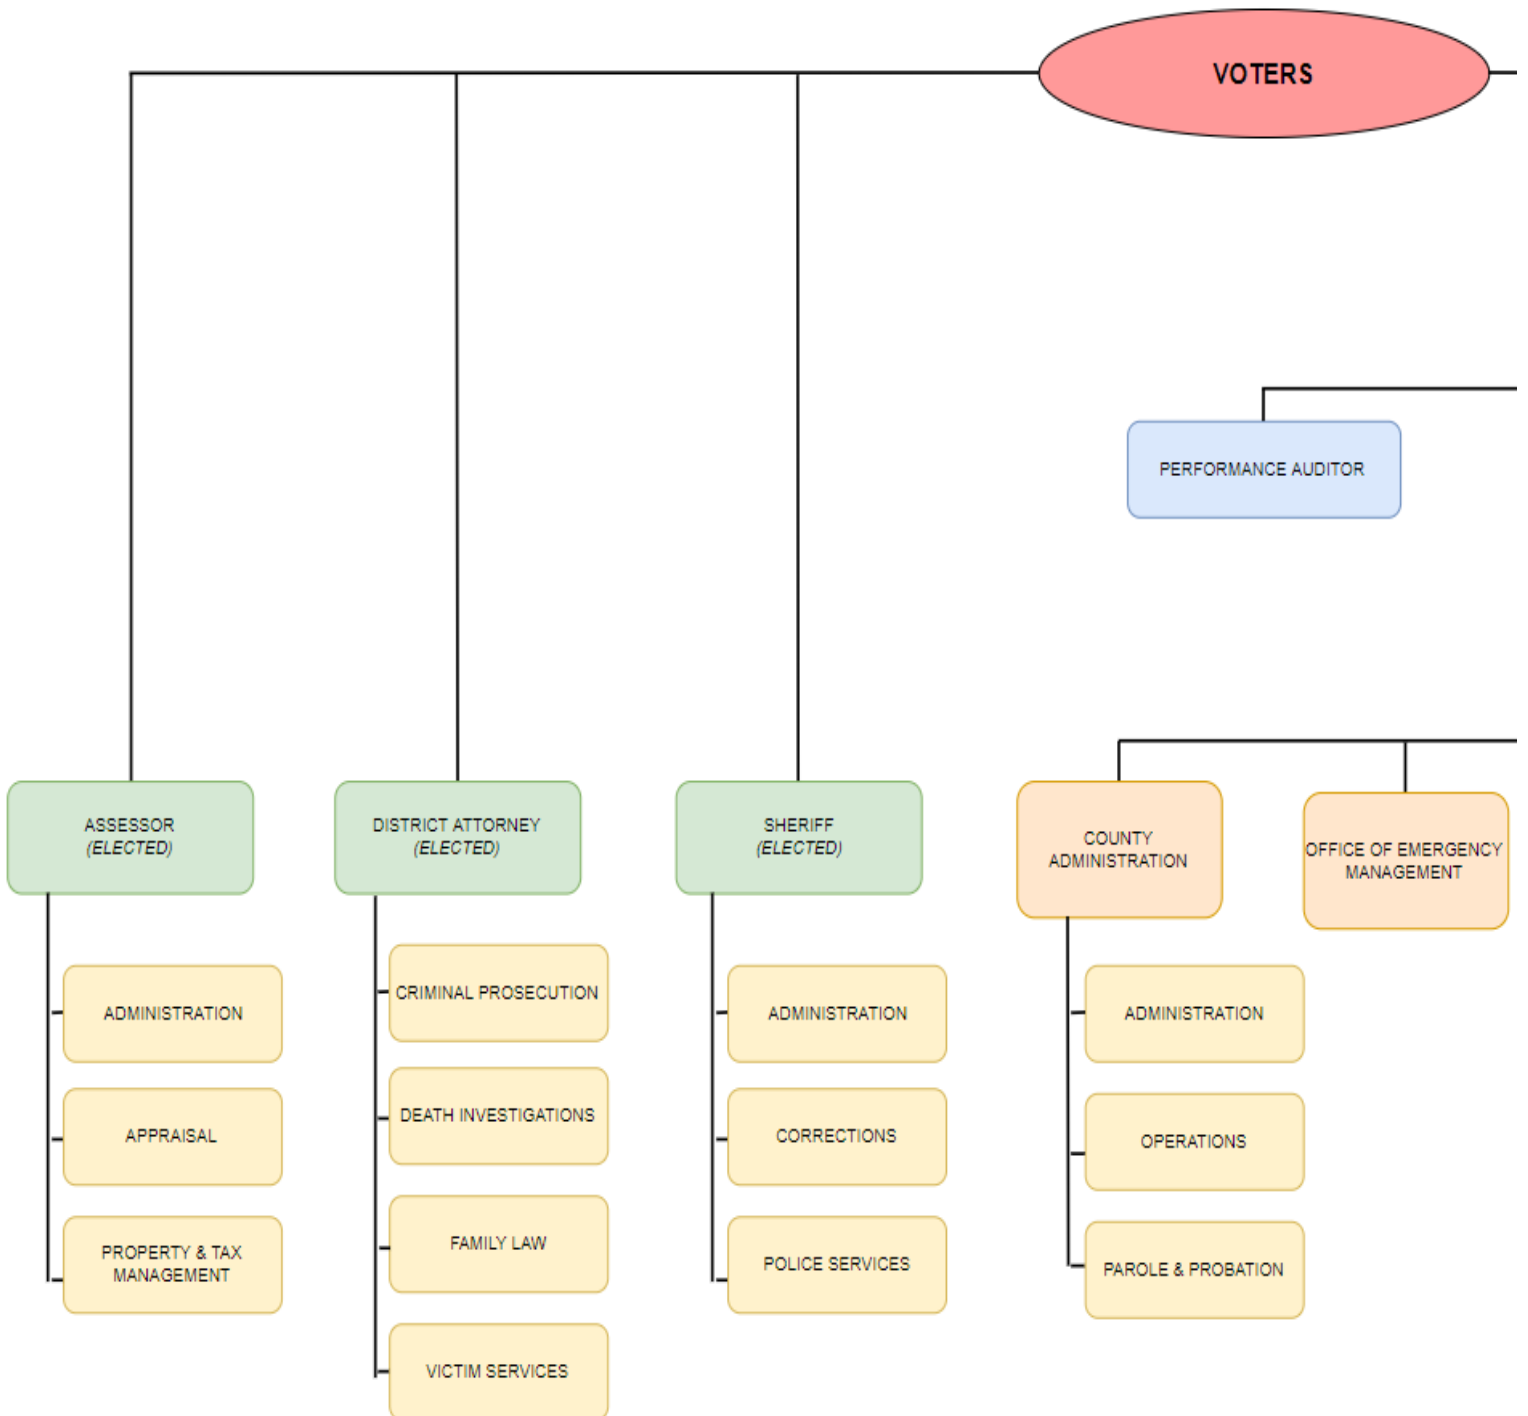 VOTERS
PERFORMANCE AUDITOR
ASSESSOR
(ELECTED)
ADMINISTRATION
APPRAISAL
PROPERTY & TAX
MANAGEMENT
DISTRICT ATTORNEY
(ELECTED)
CRIMINAL PROSECUTION
DEATH INVESTIGATIONS
FAMILY LAW
VICTIM SERVICES
SHERIFF
(ELECTED)
ADMINISTRATION
CORRECTIONS
POLICE SERVICES
COUNTY
ADMINISTRATION
ADMINISTRATION
OPERATIONS
PAROLE & PROBATION
OFFICE OF EMERGENCY
MANAGEMENT